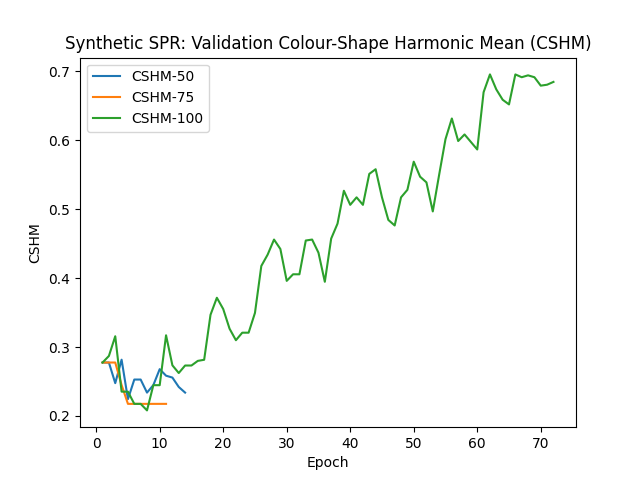 Synthetic SPR: Validation Colour-Shape Harmonic Mean (CSHM)
CSHM-50
CSHM-75
CSHM-100
CSHM
0.7
0.6
0.5
0.4
0.3
0.2
0 10 20 30 40 50 60 70
Epoch